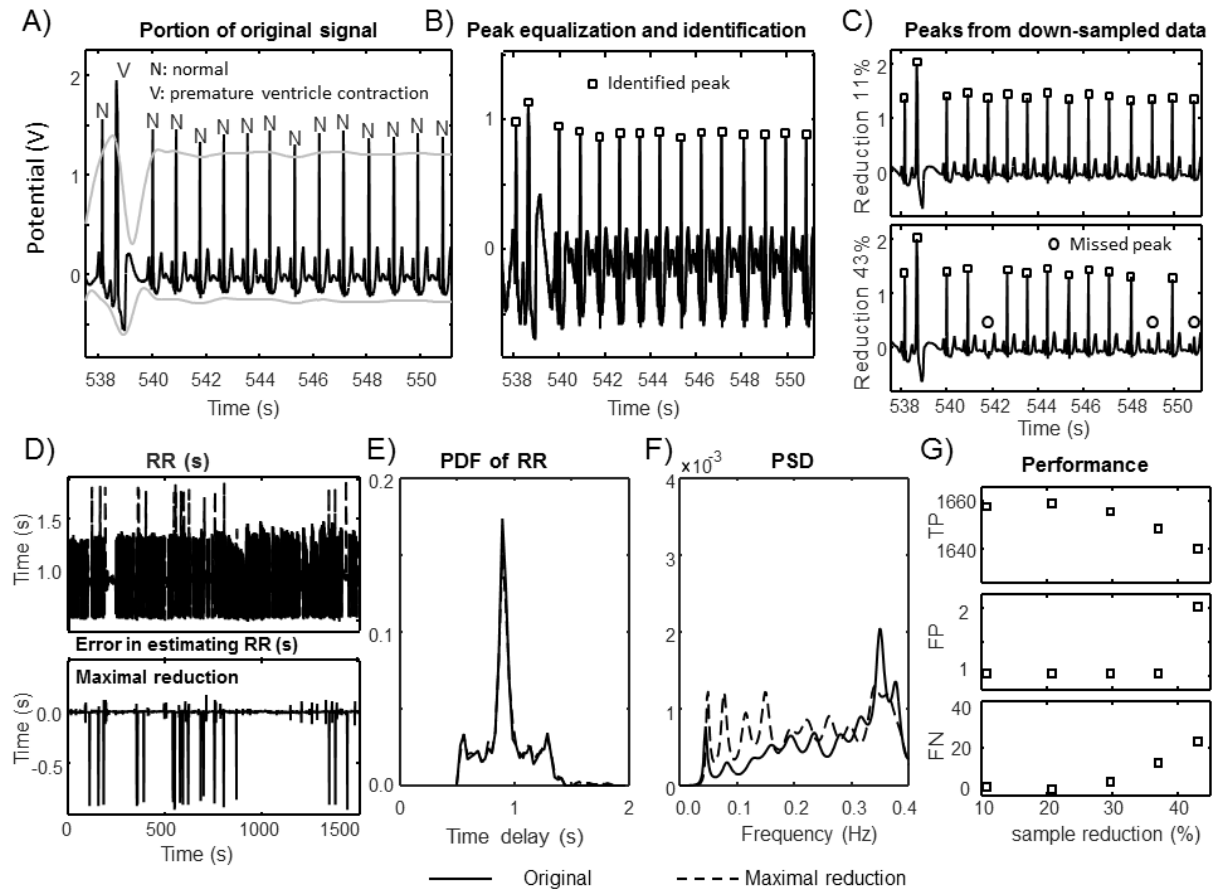 A)
Portion of original signal
V
N: normal
V: premature ventricle contraction
N
N N N N N N N N N N N N N
Potential (V)
2
1
0
538 540 542 544 546 548 550
Time (s)
B)
Peak equalization and identification
Identified peak
1
0
538 540 542 544 546 548 550
Time (s)
C)
Peaks from down-sampled data
Reduction 11%
2
1
0
Reduction 43%
Missed peak
2
1
0
538 540 542 544 546 548 550
Time (s)
D)
RR (s)
Time (s)
1.5
1.0
Error in estimating RR (s)
Maximal reduction
Time (s)
0.0
-0.5
0 500 1000 1500
Time (s)
E)
PDF of RR
0.2
0.1
0.0
0 1 2
Time delay (s)
F)
×10⁻³
PSD
4
3
2
1
0
0.0 0.1 0.2 0.3 0.4
Frequency (Hz)
G)
Performance
TP
1660
1640
FP
2
1
FN
40
20
0
10 20 30 40
sample reduction (%)
Original
Maximal reduction